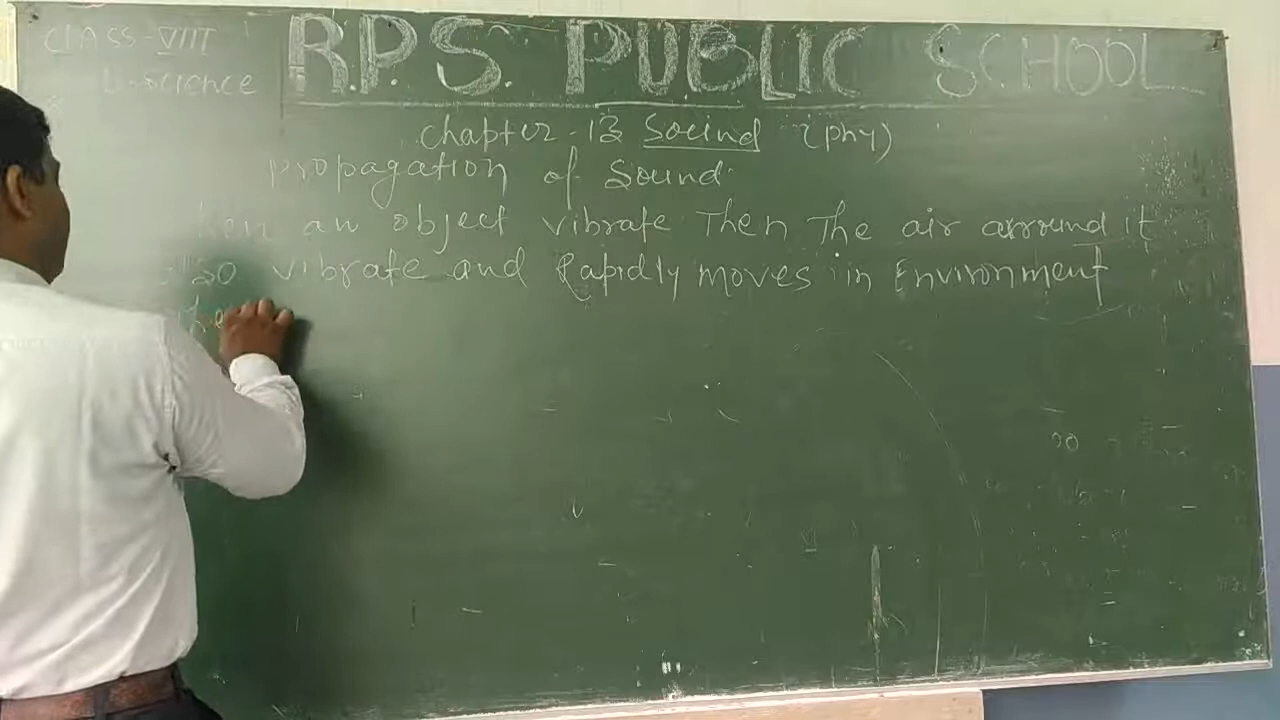 CLASS-VIII
R.P.S. PUBLIC SCHOOL
science
chapter-13 Sound (phy)
propagation of Sound
an object vibrate Then The air arround it
vibrate and Rapidly moves in Environment